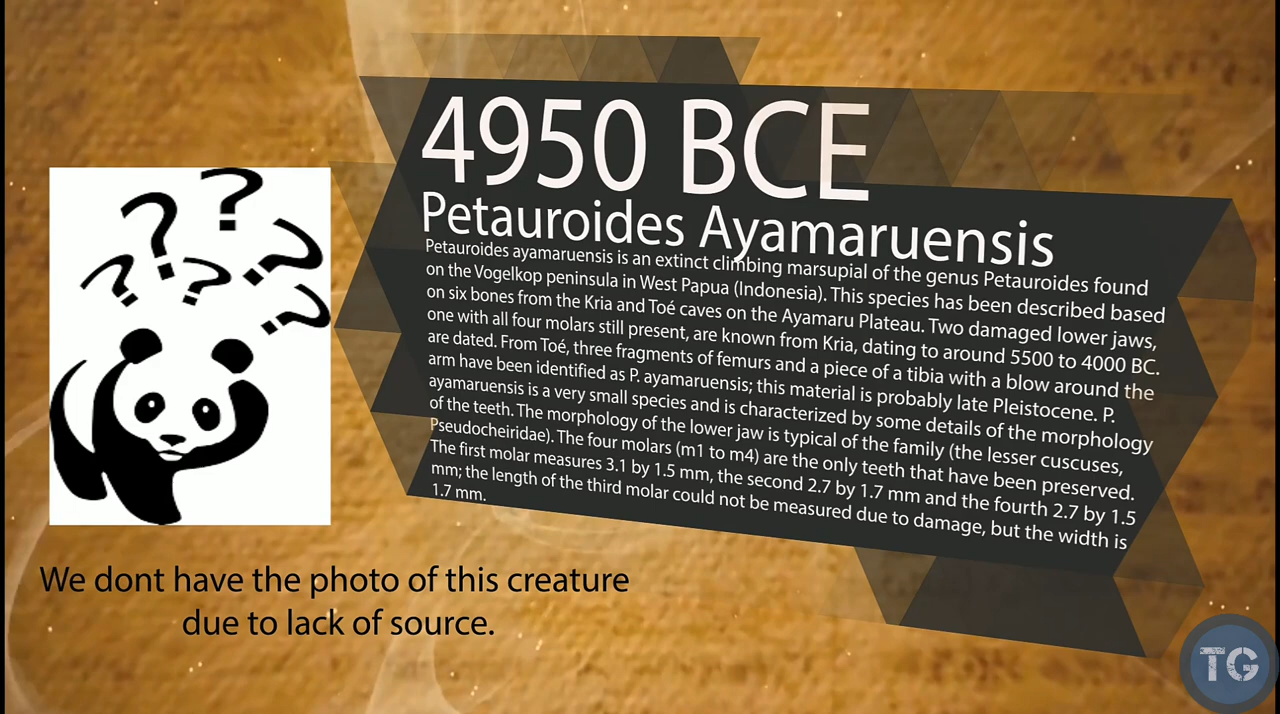 ? ? ? ? ? ?
4950 BCE
Petauroides Ayamaruensis
Petauroides ayamaruensis is an extinct climbing marsupial of the genus Petauroides found
on the Vogelkop peninsula in West Papua (Indonesia). This species has been described based
on six bones from the Kria and Toé caves on the Ayamaru Plateau. Two damaged lower jaws,
one with all four molars still present, are known from Kria, dating to around 5500 to 4000 BC.
are dated. From Toé, three fragments of femurs and a piece of a tibia with a blow around the
arm have been identified as P. ayamaruensis; this material is probably late Pleistocene. P.
ayamaruensis is a very small species and is characterized by some details of the morphology
of the teeth. The morphology of the lower jaw is typical of the family (the lesser cuscuses,
Pseudocheiridae). The four molars (m1 to m4) are the only teeth that have been preserved.
The first molar measures 3.1 by 1.5 mm, the second 2.7 by 1.7 mm and the fourth 2.7 by 1.5
mm; the length of the third molar could not be measured due to damage, but the width is
1.7 mm.
We dont have the photo of this creature
due to lack of source.
TG